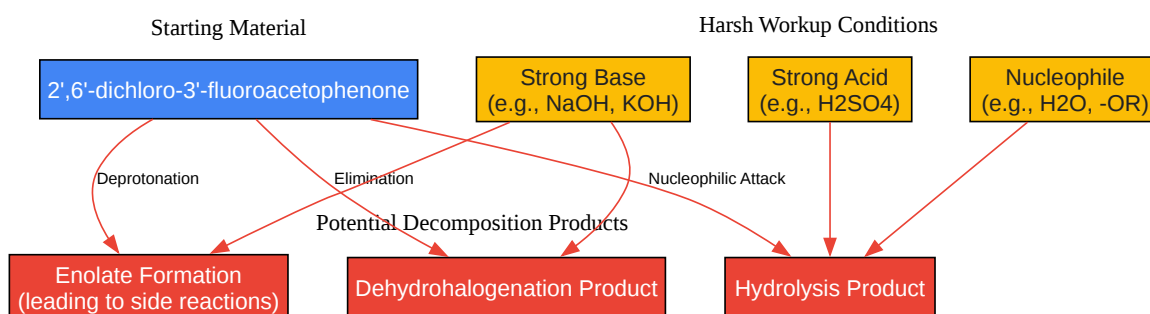 Starting Material
Harsh Workup Conditions
2',6'-dichloro-3'-fluoroacetophenone
Strong Base
(e.g., NaOH, KOH)
Strong Acid
(e.g., H2SO4)
Nucleophile
(e.g., H2O, -OR)
Deprotonation
Elimination
Nucleophilic Attack
Potential Decomposition Products
Enolate Formation
(leading to side reactions)
Dehydrohalogenation Product
Hydrolysis Product